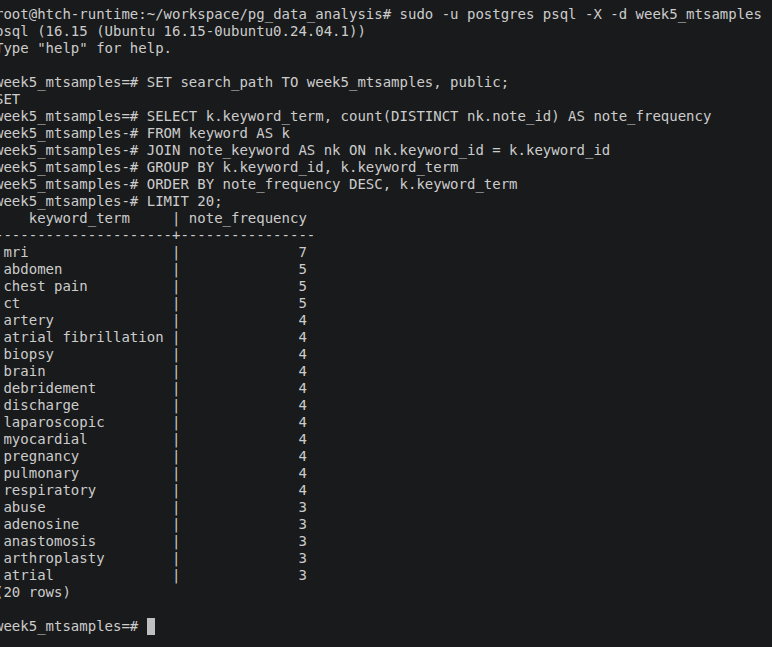 root@htch-runtime:~/workspace/pg_data_analysis# sudo -u postgres psql -X -d week5_mtsamples
psql (16.15 (Ubuntu 16.15-0ubuntu0.24.04.1))
Type "help" for help.
week5_mtsamples=# SET search_path TO week5_mtsamples, public;
SET
week5_mtsamples=# SELECT k.keyword_term, count(DISTINCT nk.note_id) AS note_frequency
week5_mtsamples-# FROM keyword AS k
week5_mtsamples-# JOIN note_keyword AS nk ON nk.keyword_id = k.keyword_id
week5_mtsamples-# GROUP BY k.keyword_id, k.keyword_term
week5_mtsamples-# ORDER BY note_frequency DESC, k.keyword_term
week5_mtsamples-# LIMIT 20;
    keyword_term     | note_frequency
---------------------+----------------
 mri                 |              7
 abdomen             |              5
 chest pain          |              5
 ct                  |              5
 artery              |              4
 atrial fibrillation |              4
 biopsy              |              4
 brain               |              4
 debridement         |              4
 discharge           |              4
 laparoscopic        |              4
 myocardial          |              4
 pregnancy           |              4
 pulmonary           |              4
 respiratory         |              4
 abuse               |              3
 adenosine           |              3
 anastomosis         |              3
 arthroplasty        |              3
 atrial              |              3
(20 rows)
week5_mtsamples=#